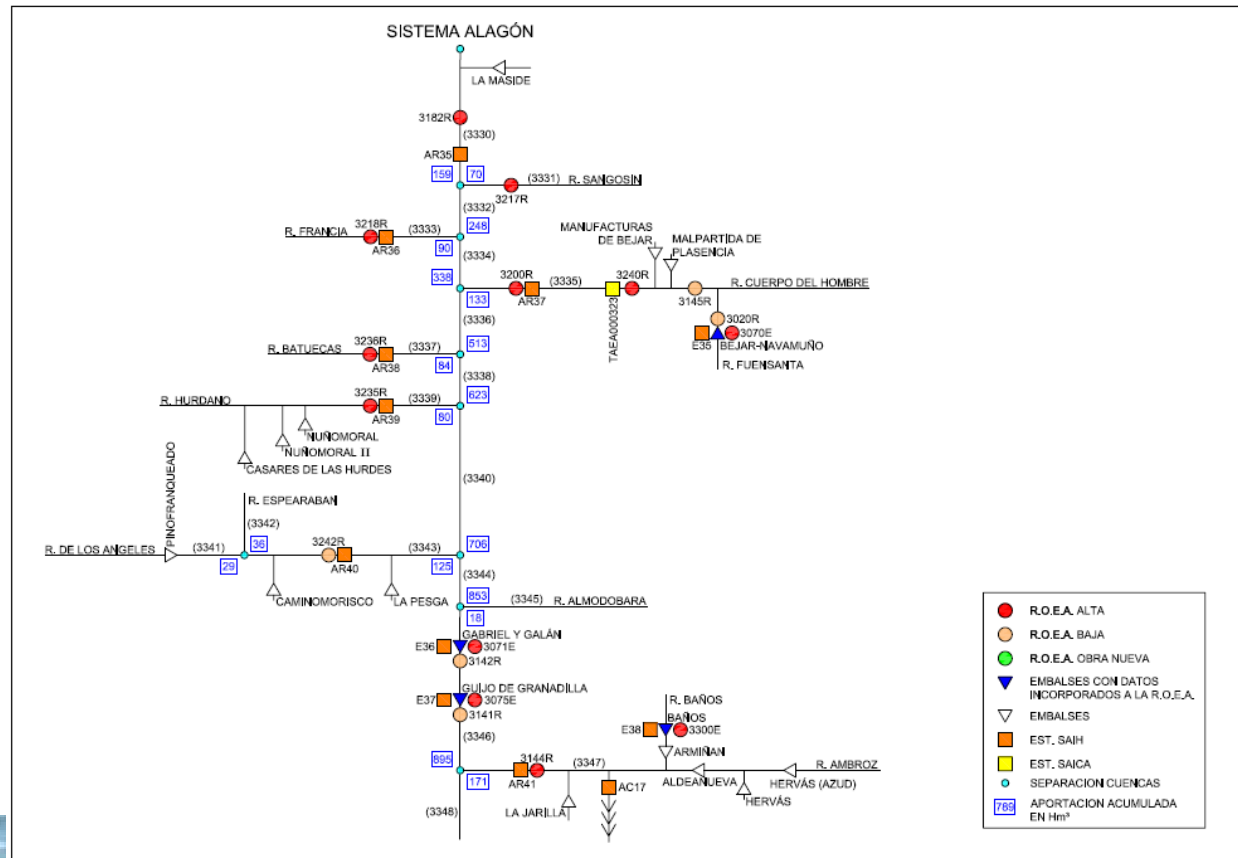 SISTEMA ALAGÓN
LA MASIDE
3182R
(3330)
AR35
159
70
(3331)
R. SANGOSÍN
3217R
(3332)
R. FRANCIA
3218R
(3333)
248
AR36
90
(3334)
MANUFACTURAS
DE BEJAR
MALPARTIDA DE
PLASENCIA
338
3200R
(3335)
3240R
R. CUERPO DEL HOMBRE
133
AR37
TAEA000323
3145R
(3336)
3020R
E35
3070E
BÉJAR-NAVAMUÑO
R. FUENSANTA
R. BATUECAS
3236R
(3337)
513
AR38
84
(3338)
R. HURDANO
3235R
(3339)
623
AR39
80
NUÑOMORAL
NUÑOMORAL II
CASARES DE LAS HURDES
(3340)
PINOFRANQUEADO
R. ESPEARABAN
(3342)
R. DE LOS ANGELES
(3341)
36
3242R
(3343)
706
29
AR40
125
(3344)
CAMINOMORISCO
LA PESGA
853
(3345)
R. ALMODOBARA
18
GABRIEL Y GALÁN
E36
3071E
3142R
GUIJO DE GRANADILLA
E37
3075E
3141R
(3346)
R. BAÑOS
BAÑOS
E38
3300E
ARMIÑAN
895
3144R
(3347)
R. AMBROZ
171
AR41
ALDEANUEVA
HERVÁS (AZUD)
AC17
HERVÁS
(3348)
LA JARILLA
R.O.E.A. ALTA
R.O.E.A. BAJA
R.O.E.A. OBRA NUEVA
EMBALSES CON DATOS
INCORPORADOS A LA R.O.E.A.
EMBALSES
EST. SAIH
EST. SAICA
SEPARACION CUENCAS
789
APORTACION ACUMULADA
EN Hm³